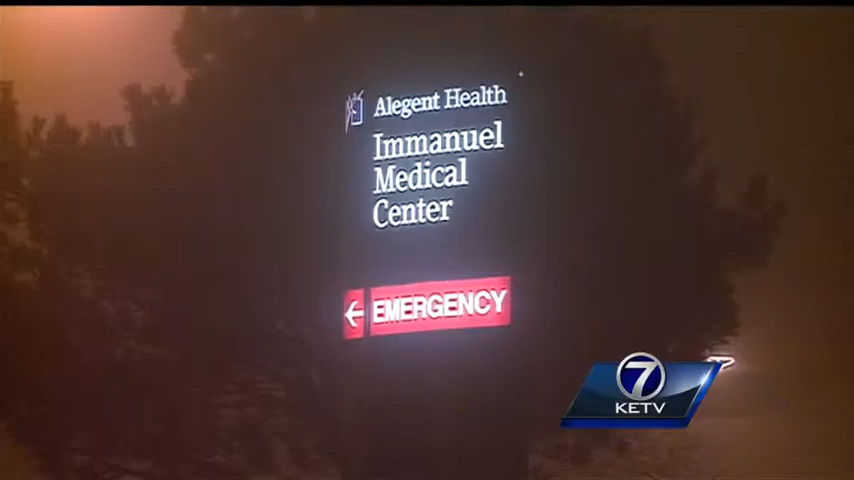 Alegent Health
Immanuel
Medical
Center
← EMERGENCY
7
KETV